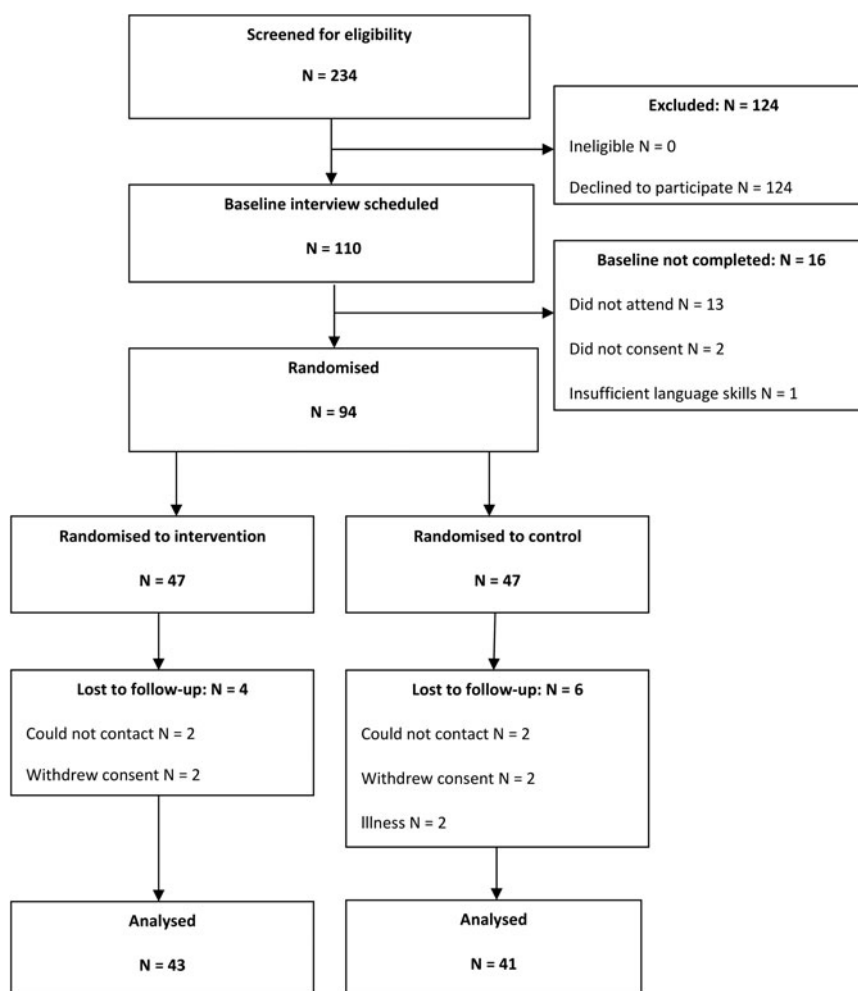 Screened for eligibility
N = 234
Excluded: N = 124
Ineligible N = 0
Declined to participate N = 124
Baseline interview scheduled
N = 110
Baseline not completed: N = 16
Did not attend N = 13
Did not consent N = 2
Insufficient language skills N = 1
Randomised
N = 94
Randomised to intervention
N = 47
Randomised to control
N = 47
Lost to follow-up: N = 4
Could not contact N = 2
Withdrew consent N = 2
Lost to follow-up: N = 6
Could not contact N = 2
Withdrew consent N = 2
Illness N = 2
Analysed
N = 43
Analysed
N = 41